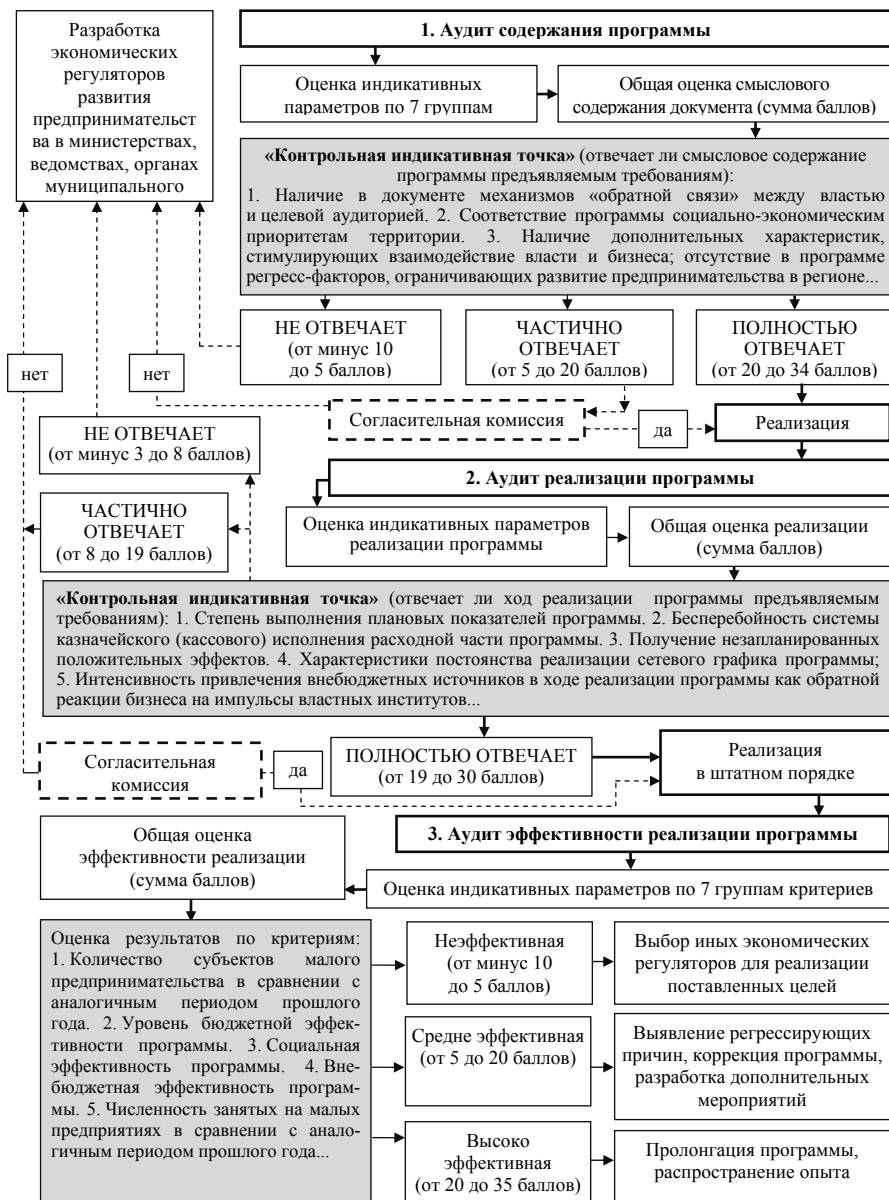 Разработка
экономических
регуляторов
развития
предпринимательст
ва в министерствах,
ведомствах, органах
муниципального
1. Аудит содержания программы
Оценка индикативных
параметров по 7 группам
Общая оценка смыслового
содержания документа (сумма баллов)
«Контрольная индикативная точка» (отвечает ли смысловое содержание
программы предъявляемым требованиям):
1. Наличие в документе механизмов «обратной связи» между властью
и целевой аудиторией. 2. Соответствие программы социально-экономическим
приоритетам территории. 3. Наличие дополнительных характеристик,
стимулирующих взаимодействие власти и бизнеса; отсутствие в программе
регресс-факторов, ограничивающих развитие предпринимательства в регионе...
НЕ ОТВЕЧАЕТ
(от минус 10
до 5 баллов)
ЧАСТИЧНО
ОТВЕЧАЕТ
(от 5 до 20 баллов)
ПОЛНОСТЬЮ
ОТВЕЧАЕТ
(от 20 до 34 баллов)
нет
нет
Согласительная комиссия
да
Реализация
НЕ ОТВЕЧАЕТ
(от минус 3 до 8 баллов)
2. Аудит реализации программы
ЧАСТИЧНО
ОТВЕЧАЕТ
(от 8 до 19 баллов)
Оценка индикативных параметров
реализации программы
Общая оценка реализации
(сумма баллов)
«Контрольная индикативная точка» (отвечает ли ход реализации программы предъявляемым
требованиям): 1. Степень выполнения плановых показателей программы. 2. Бесперебойность системы
казначейского (кассового) исполнения расходной части программы. 3. Получение незапланированных
положительных эффектов. 4. Характеристики постоянства реализации сетевого графика программы;
5. Интенсивность привлечения внебюджетных источников в ходе реализации программы как обратной
реакции бизнеса на импульсы властных институтов...
Согласительная
комиссия
да
ПОЛНОСТЬЮ ОТВЕЧАЕТ
(от 19 до 30 баллов)
Реализация
в штатном порядке
Общая оценка
эффективности реализации
(сумма баллов)
3. Аудит эффективности реализации программы
Оценка индикативных параметров по 7 группам критериев
Оценка результатов по критериям:
1. Количество субъектов малого
предпринимательства в сравнении с
аналогичным периодом прошлого
года. 2. Уровень бюджетной эффек-
тивности программы. 3. Социальная
эффективность программы. 4. Вне-
бюджетная эффективность програм-
мы. 5. Численность занятых на малых
предприятиях в сравнении с анало-
гичным периодом прошлого года...
Неэффективная
(от минус 10
до 5 баллов)
Выбор иных экономических
регуляторов для реализации
поставленных целей
Средне эффективная
(от 5 до 20 баллов)
Выявление регрессирующих
причин, коррекция программы,
разработка дополнительных
мероприятий
Высоко
эффективная
(от 20 до 35 баллов)
Пролонгация программы,
распространение опыта